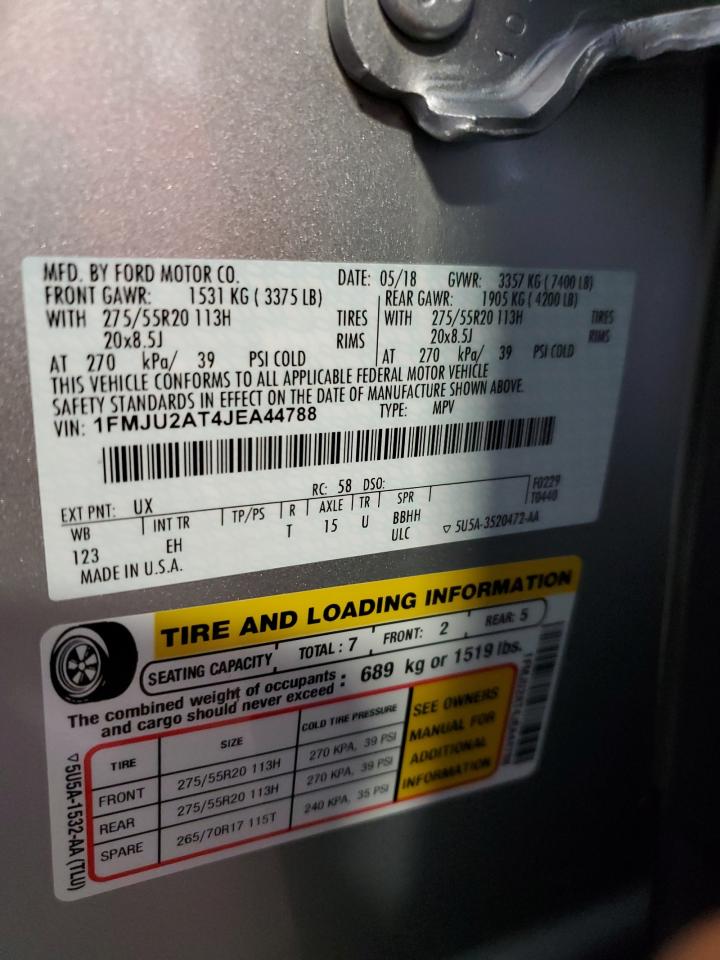 10
MFD. BY FORD MOTOR CO. DATE: 05/18 GVWR: 3357 KG ( 7400 LB)
FRONT GAWR: 1531 KG ( 3375 LB) REAR GAWR: 1905 KG ( 4200 LB)
WITH 275/55R20 113H TIRES WITH 275/55R20 113H TIRES
20x8.5J RIMS 20x8.5J RIMS
AT 270 kPa/ 39 PSI COLD AT 270 kPa/ 39 PSI COLD
THIS VEHICLE CONFORMS TO ALL APPLICABLE FEDERAL MOTOR VEHICLE
SAFETY STANDARDS IN EFFECT ON THE DATE OF MANUFACTURE SHOWN ABOVE.
VIN: 1FMJU2AT4JEA44788 TYPE: MPV
EXT PNT: UX RC: 58 DSO: F0229
T0440
WB INT TR TP/PS R AXLE TR SPR
123 EH T 15 U BBHH
ULC
MADE IN U.S.A. ▽ 5U5A-3520472-AA
TIRE AND LOADING INFORMATION
SEATING CAPACITY TOTAL : 7 FRONT: 2 REAR: 5
The combined weight of occupants
and cargo should never exceed : 689 kg or 1519 lbs.
TIRE SIZE COLD TIRE PRESSURE
FRONT 275/55R20 113H 270 KPA, 39 PSI
REAR 275/55R20 113H 270 KPA, 39 PSI
SPARE 265/70R17 115T 240 KPA, 35 PSI
SEE OWNERS
MANUAL FOR
ADDITIONAL
INFORMATION
▽5U5A-1532-AA (TLU)